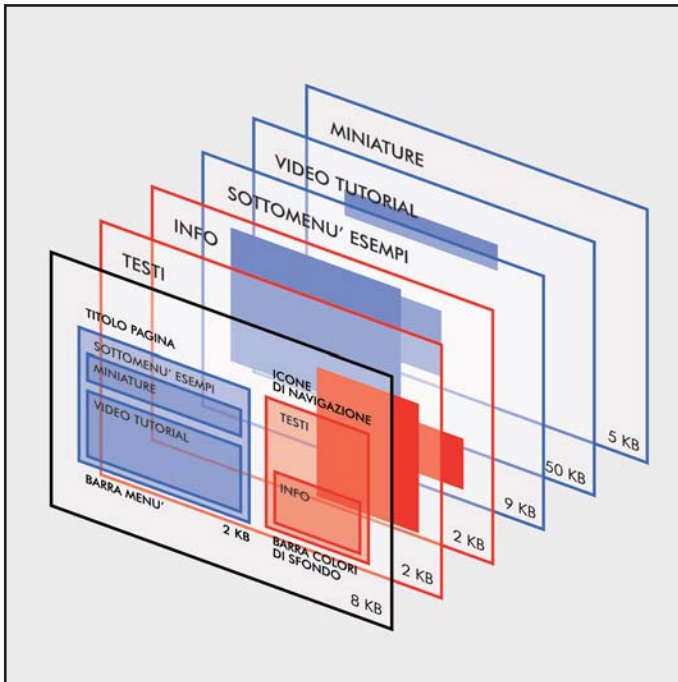 MINIATURE
VIDEO TUTORIAL
SOTTOMENU' ESEMPI
INFO
TESTI
TITOLO PAGINA
SOTTOMENU' ESEMPI
MINIATURE
VIDEO TUTORIAL
BARRA MENU'
2 KB
ICONE
DI NAVIGAZIONE
TESTI
INFO
BARRA COLORI
DI SFONDO
8 KB
2 KB
2 KB
9 KB
50 KB
5 KB